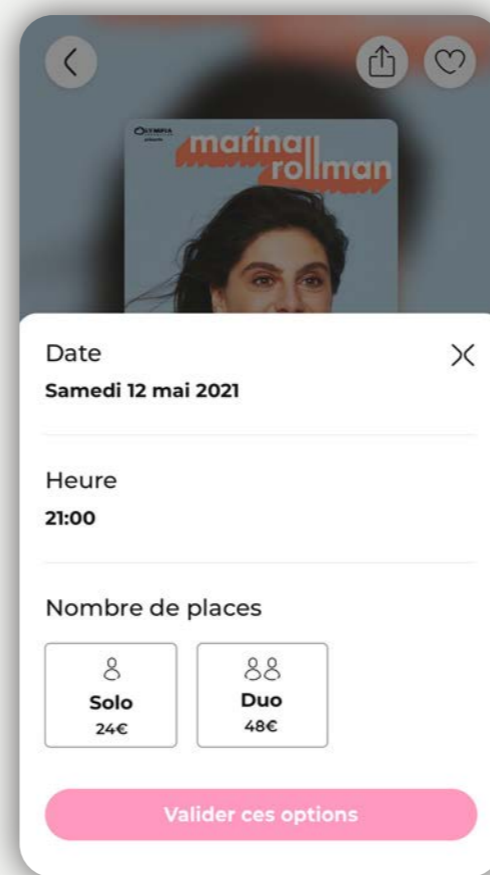 OLYMPIA
marina
rollman
Date
Samedi 12 mai 2021
Heure
21:00
Nombre de places
Solo
24€
Duo
48€
Valider ces options